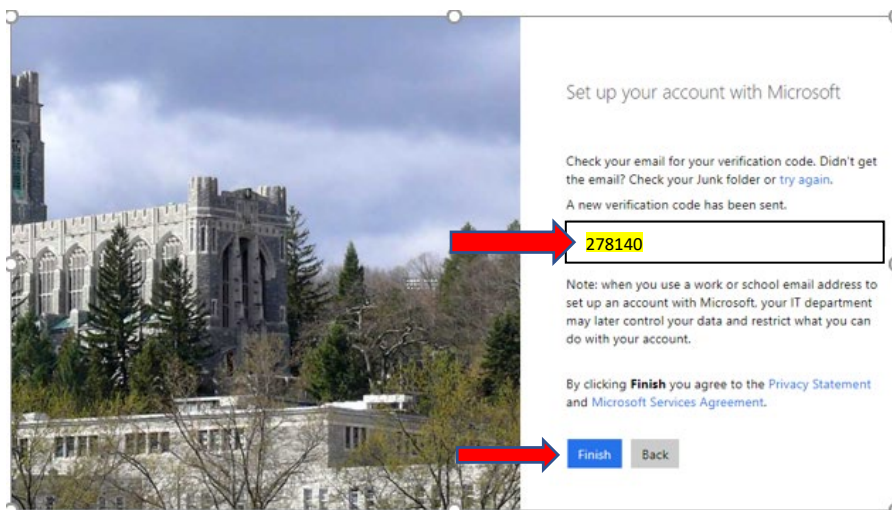 Set up your account with Microsoft
Check your email for your verification code. Didn't get
the email? Check your Junk folder or try again.
A new verification code has been sent.
278140
Note: when you use a work or school email address to
set up an account with Microsoft, your IT department
may later control your data and restrict what you can
do with your account.
By clicking Finish you agree to the Privacy Statement
and Microsoft Services Agreement.
Finish Back